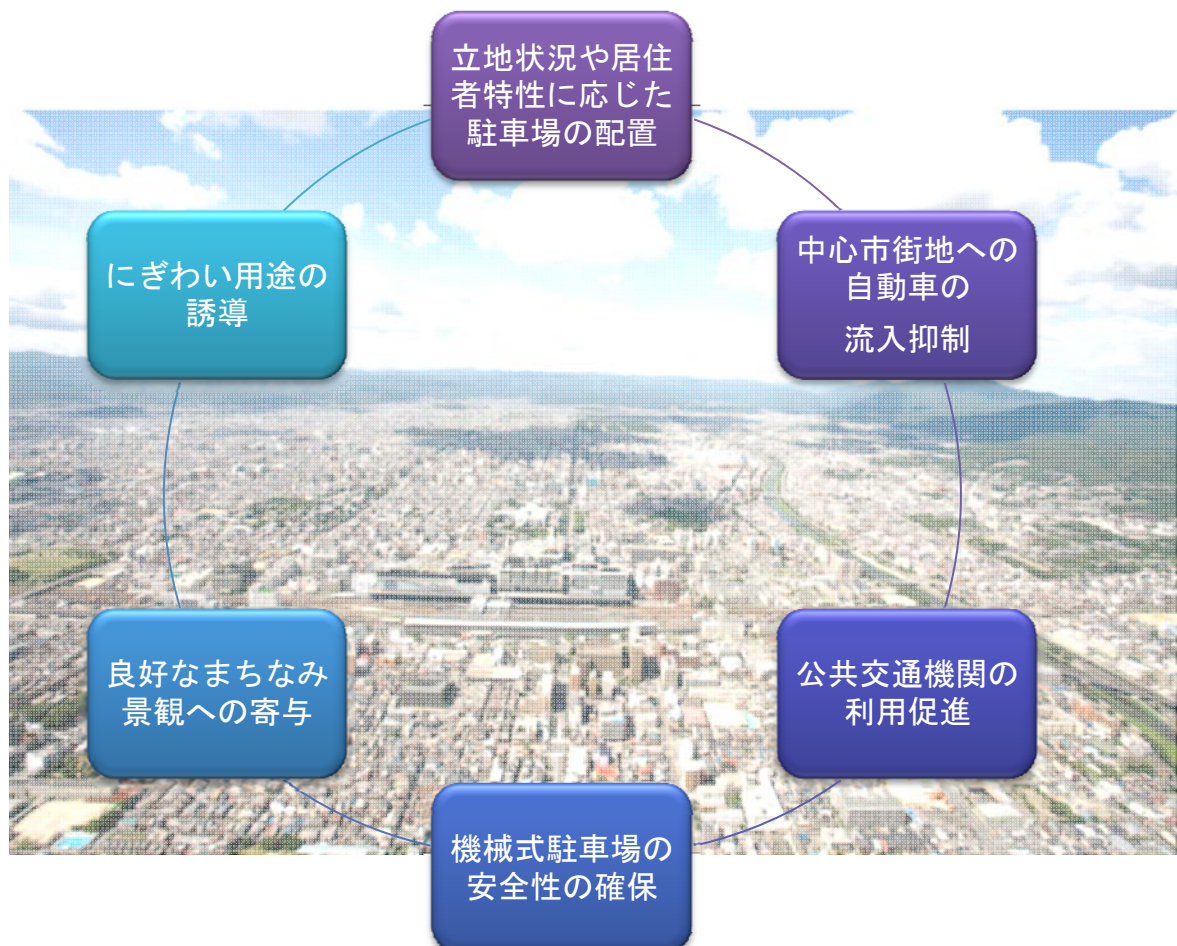 立地状況や居住
者特性に応じた
駐車場の配置
中心市街地への
自動車の
流入抑制
公共交通機関の
利用促進
機械式駐車場の
安全性の確保
良好なまちなみ
景観への寄与
にぎわい用途の
誘導